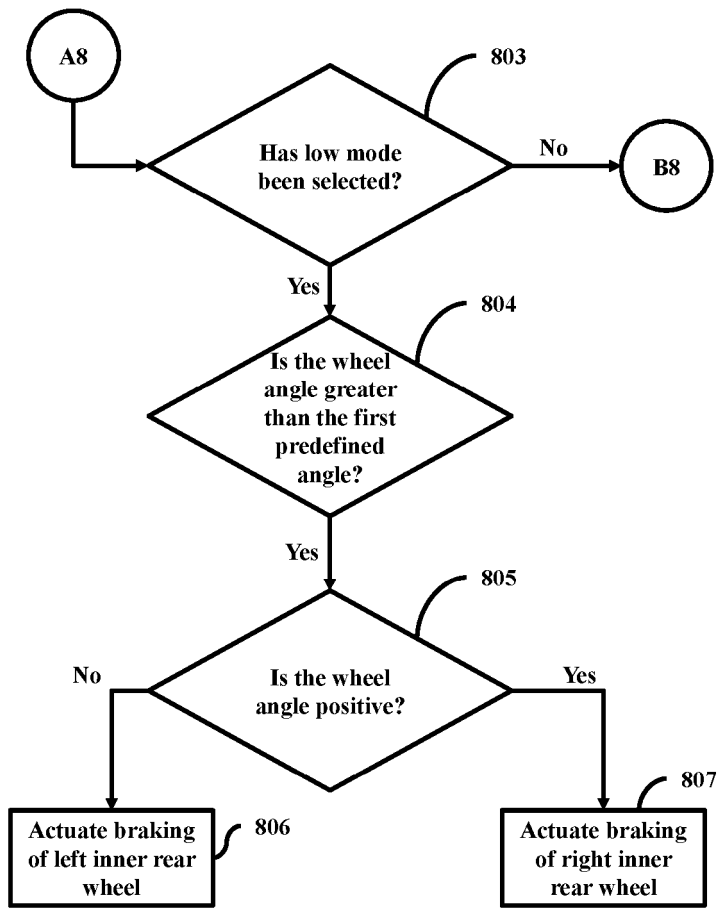 A8
803
Has low mode
been selected?
No
B8
Yes
804
Is the wheel
angle greater
than the first
predefined
angle?
Yes
805
Is the wheel
angle positive?
No
Yes
806
Actuate braking
of left inner rear
wheel
807
Actuate braking
of right inner
rear wheel